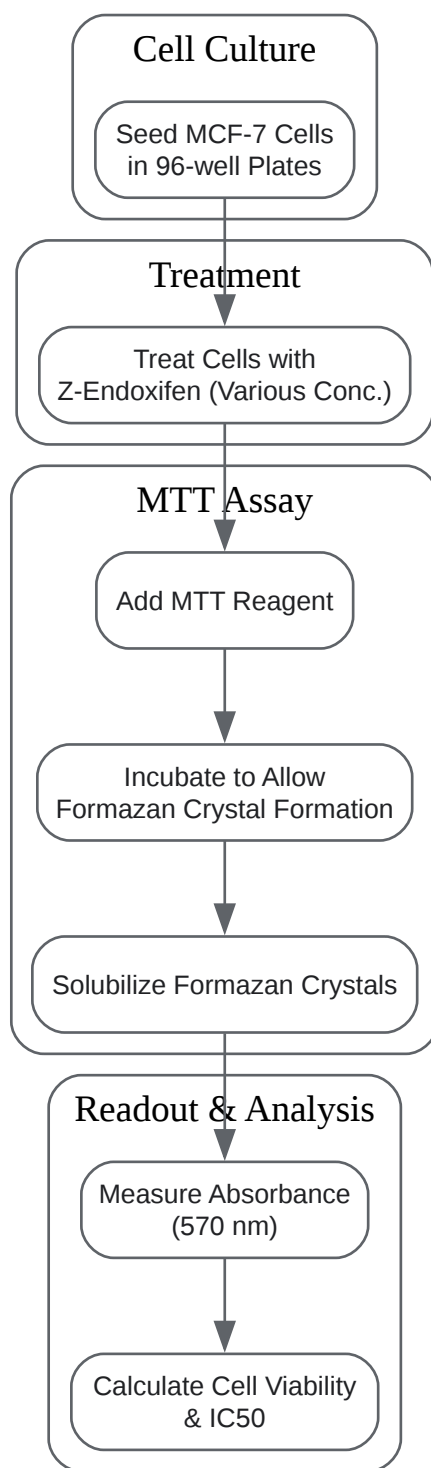 Cell Culture
Seed MCF-7 Cells
in 96-well Plates
Treatment
Treat Cells with
Z-Endoxifen (Various Conc.)
MTT Assay
Add MTT Reagent
Incubate to Allow
Formazan Crystal Formation
Solubilize Formazan Crystals
Readout & Analysis
Measure Absorbance
(570 nm)
Calculate Cell Viability
& IC50